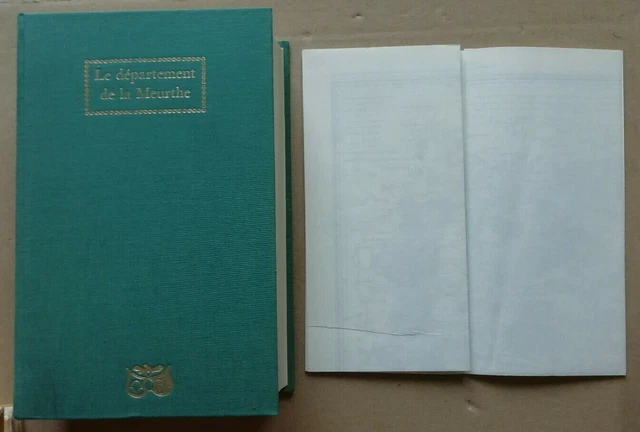 Le département
de la Meurthe